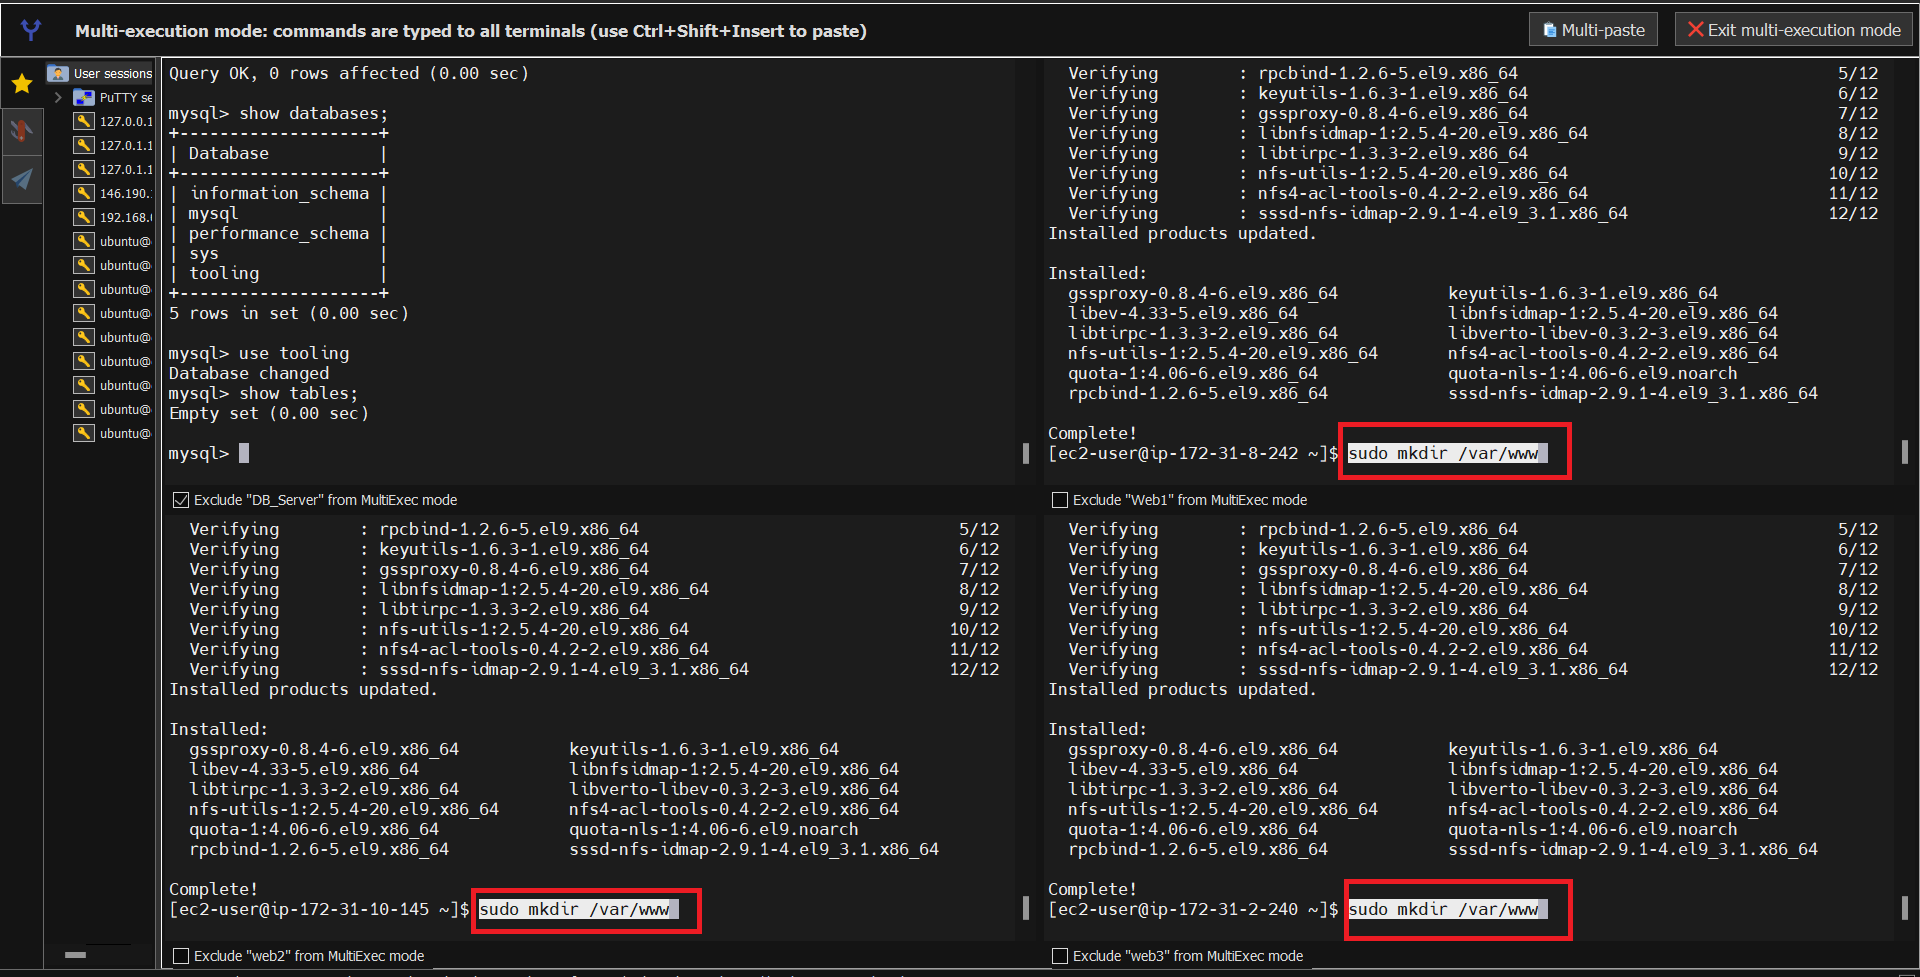 Multi-execution mode: commands are typed to all terminals (use Ctrl+Shift+Insert to paste)
Multi-paste
Exit multi-execution mode
User sessions
PuTTY se
127.0.0.1
127.0.1.1
127.0.1.1
146.190.
192.168.
ubuntu@
ubuntu@
ubuntu@
ubuntu@
ubuntu@
ubuntu@
ubuntu@
ubuntu@
ubuntu@
Query OK, 0 rows affected (0.00 sec)
mysql> show databases;
+--------------------+
| Database           |
+--------------------+
| information_schema |
| mysql              |
| performance_schema |
| sys                |
| tooling            |
+--------------------+
5 rows in set (0.00 sec)
mysql> use tooling
Database changed
mysql> show tables;
Empty set (0.00 sec)
mysql>
Exclude "DB_Server" from MultiExec mode
Verifying        : rpcbind-1.2.6-5.el9.x86_64 5/12
Verifying        : keyutils-1.6.3-1.el9.x86_64 6/12
Verifying        : gssproxy-0.8.4-6.el9.x86_64 7/12
Verifying        : libnfsidmap-1:2.5.4-20.el9.x86_64 8/12
Verifying        : libtirpc-1.3.3-2.el9.x86_64 9/12
Verifying        : nfs-utils-1:2.5.4-20.el9.x86_64 10/12
Verifying        : nfs4-acl-tools-0.4.2-2.el9.x86_64 11/12
Verifying        : sssd-nfs-idmap-2.9.1-4.el9_3.1.x86_64 12/12
Installed products updated.
Installed:
gssproxy-0.8.4-6.el9.x86_64 keyutils-1.6.3-1.el9.x86_64
libev-4.33-5.el9.x86_64 libnfsidmap-1:2.5.4-20.el9.x86_64
libtirpc-1.3.3-2.el9.x86_64 libverto-libev-0.3.2-3.el9.x86_64
nfs-utils-1:2.5.4-20.el9.x86_64 nfs4-acl-tools-0.4.2-2.el9.x86_64
quota-1:4.06-6.el9.x86_64 quota-nls-1:4.06-6.el9.noarch
rpcbind-1.2.6-5.el9.x86_64 sssd-nfs-idmap-2.9.1-4.el9_3.1.x86_64
Complete!
[ec2-user@ip-172-31-8-242 ~]$ sudo mkdir /var/www
Exclude "Web1" from MultiExec mode
Verifying        : rpcbind-1.2.6-5.el9.x86_64 5/12
Verifying        : keyutils-1.6.3-1.el9.x86_64 6/12
Verifying        : gssproxy-0.8.4-6.el9.x86_64 7/12
Verifying        : libnfsidmap-1:2.5.4-20.el9.x86_64 8/12
Verifying        : libtirpc-1.3.3-2.el9.x86_64 9/12
Verifying        : nfs-utils-1:2.5.4-20.el9.x86_64 10/12
Verifying        : nfs4-acl-tools-0.4.2-2.el9.x86_64 11/12
Verifying        : sssd-nfs-idmap-2.9.1-4.el9_3.1.x86_64 12/12
Installed products updated.
Installed:
gssproxy-0.8.4-6.el9.x86_64 keyutils-1.6.3-1.el9.x86_64
libev-4.33-5.el9.x86_64 libnfsidmap-1:2.5.4-20.el9.x86_64
libtirpc-1.3.3-2.el9.x86_64 libverto-libev-0.3.2-3.el9.x86_64
nfs-utils-1:2.5.4-20.el9.x86_64 nfs4-acl-tools-0.4.2-2.el9.x86_64
quota-1:4.06-6.el9.x86_64 quota-nls-1:4.06-6.el9.noarch
rpcbind-1.2.6-5.el9.x86_64 sssd-nfs-idmap-2.9.1-4.el9_3.1.x86_64
Complete!
[ec2-user@ip-172-31-10-145 ~]$ sudo mkdir /var/www
Exclude "web2" from MultiExec mode
Verifying        : rpcbind-1.2.6-5.el9.x86_64 5/12
Verifying        : keyutils-1.6.3-1.el9.x86_64 6/12
Verifying        : gssproxy-0.8.4-6.el9.x86_64 7/12
Verifying        : libnfsidmap-1:2.5.4-20.el9.x86_64 8/12
Verifying        : libtirpc-1.3.3-2.el9.x86_64 9/12
Verifying        : nfs-utils-1:2.5.4-20.el9.x86_64 10/12
Verifying        : nfs4-acl-tools-0.4.2-2.el9.x86_64 11/12
Verifying        : sssd-nfs-idmap-2.9.1-4.el9_3.1.x86_64 12/12
Installed products updated.
Installed:
gssproxy-0.8.4-6.el9.x86_64 keyutils-1.6.3-1.el9.x86_64
libev-4.33-5.el9.x86_64 libnfsidmap-1:2.5.4-20.el9.x86_64
libtirpc-1.3.3-2.el9.x86_64 libverto-libev-0.3.2-3.el9.x86_64
nfs-utils-1:2.5.4-20.el9.x86_64 nfs4-acl-tools-0.4.2-2.el9.x86_64
quota-1:4.06-6.el9.x86_64 quota-nls-1:4.06-6.el9.noarch
rpcbind-1.2.6-5.el9.x86_64 sssd-nfs-idmap-2.9.1-4.el9_3.1.x86_64
Complete!
[ec2-user@ip-172-31-2-240 ~]$ sudo mkdir /var/www
Exclude "web3" from MultiExec mode